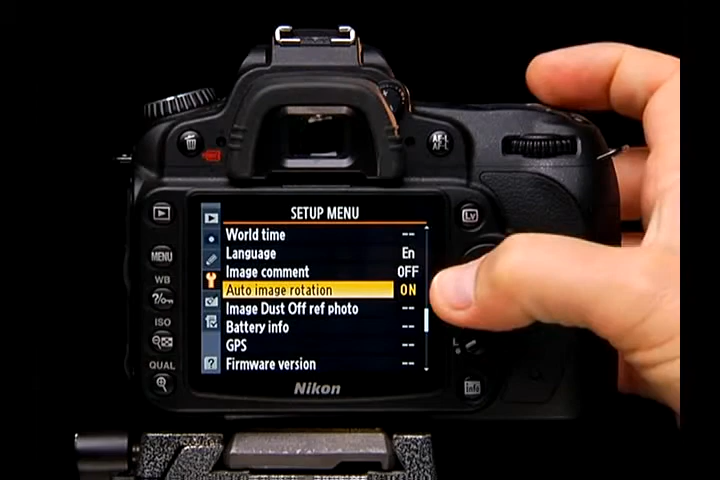 AE-L
AF-L
SETUP MENU
World time --
Language En
Image comment OFF
Auto image rotation ON
Image Dust Off ref photo --
Battery info --
GPS --
Firmware version --
MENU
WB
ISO
QUAL
Lv
info
L
Nikon